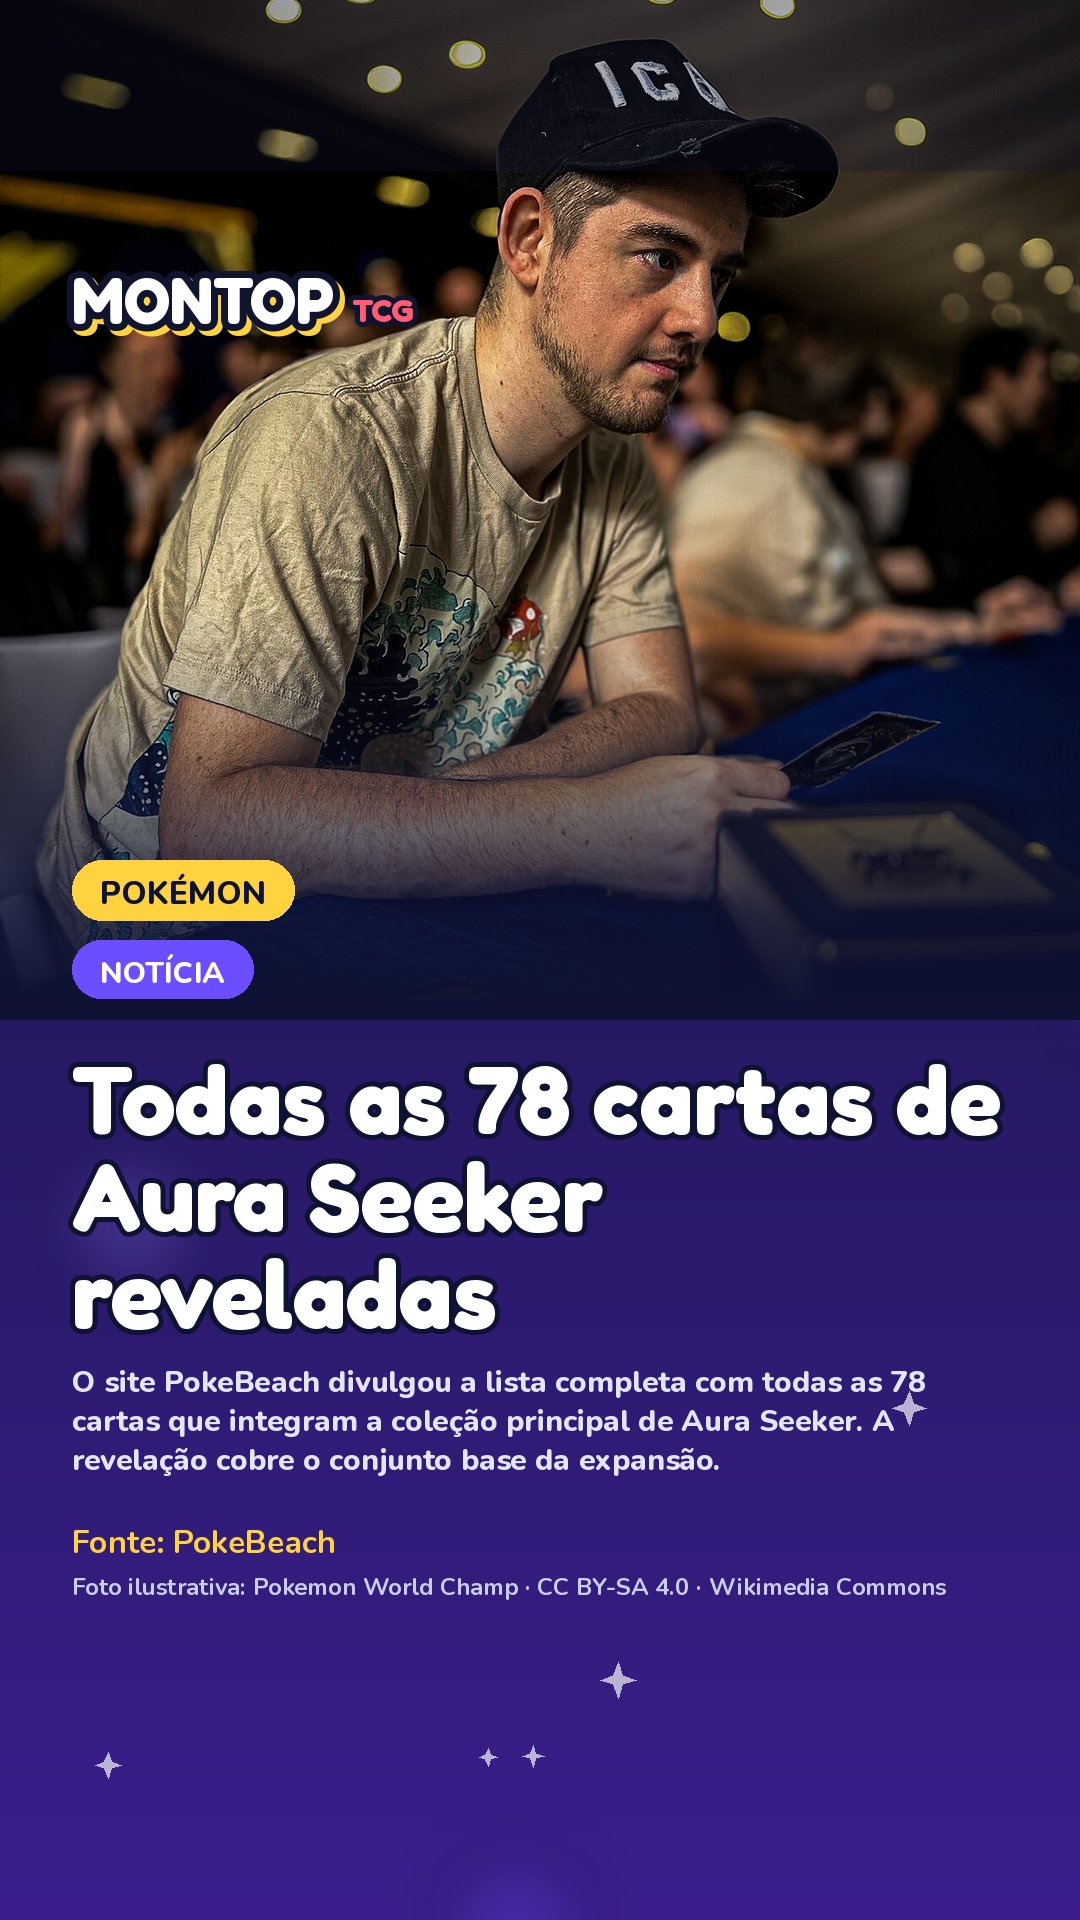 MONTOP TCG
POKÉMON
NOTÍCIA
Todas as 78 cartas de
Aura Seeker
reveladas
O site PokeBeach divulgou a lista completa com todas as 78
cartas que integram a coleção principal de Aura Seeker. A
revelação cobre o conjunto base da expansão.
Fonte: PokeBeach
Foto ilustrativa: Pokemon World Champ · CC BY-SA 4.0 · Wikimedia Commons